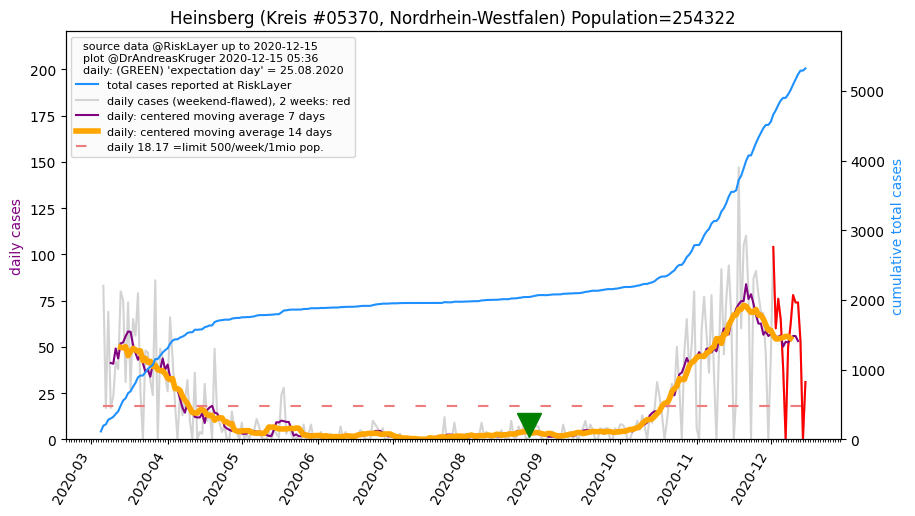 Heinsberg (Kreis #05370, Nordrhein-Westfalen) Population=254322
source data @RiskLayer up to 2020-12-15
plot @DrAndreasKruger 2020-12-15 05:36
daily: (GREEN) 'expectation day' = 25.08.2020
total cases reported at RiskLayer
daily cases (weekend-flawed), 2 weeks: red
daily: centered moving average 7 days
daily: centered moving average 14 days
daily 18.17 =limit 500/week/1mio pop.
daily cases
200
175
150
125
100
75
50
25
0
5000
4000
3000
2000
1000
0
cumulative total cases
2020-03
2020-04
2020-05
2020-06
2020-07
2020-08
2020-09
2020-10
2020-11
2020-12